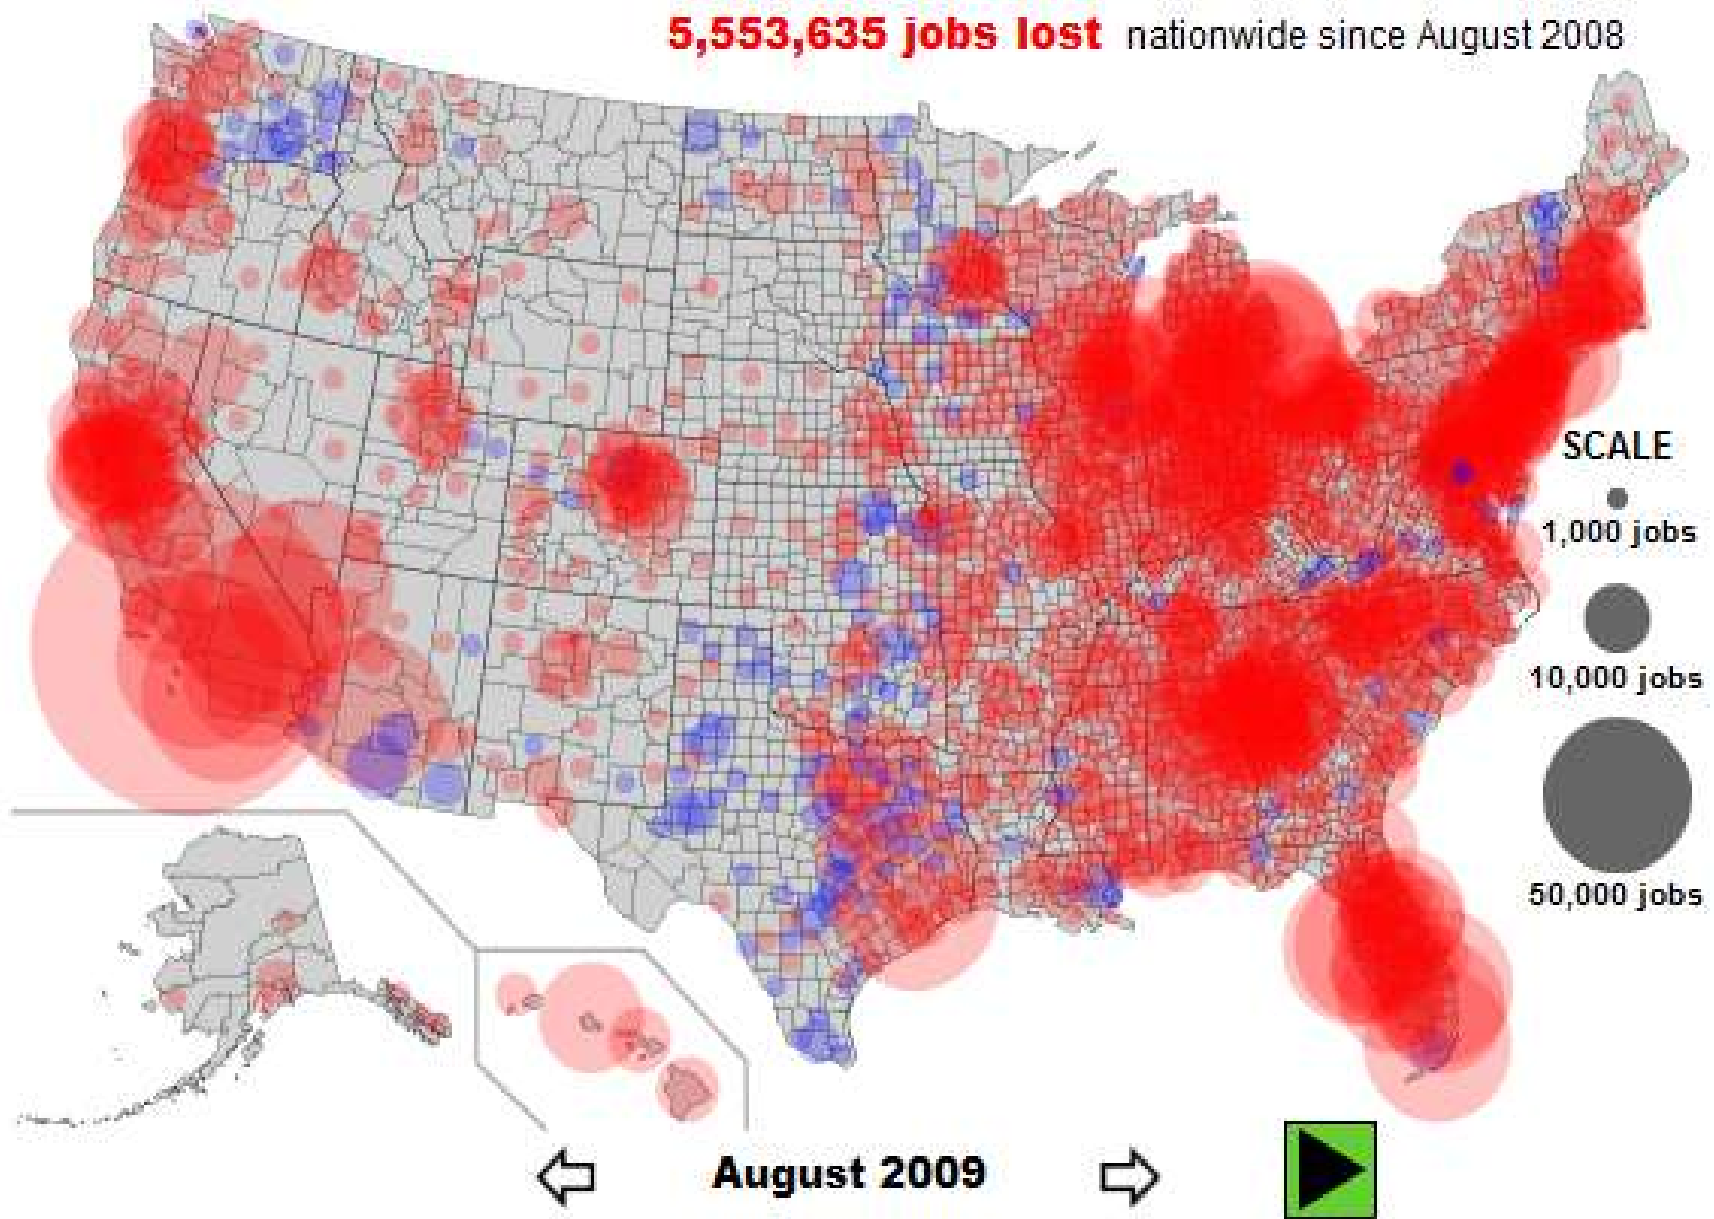 5,553,635 jobs lost nationwide since August 2008
SCALE
1,000 jobs
10,000 jobs
50,000 jobs
August 2009